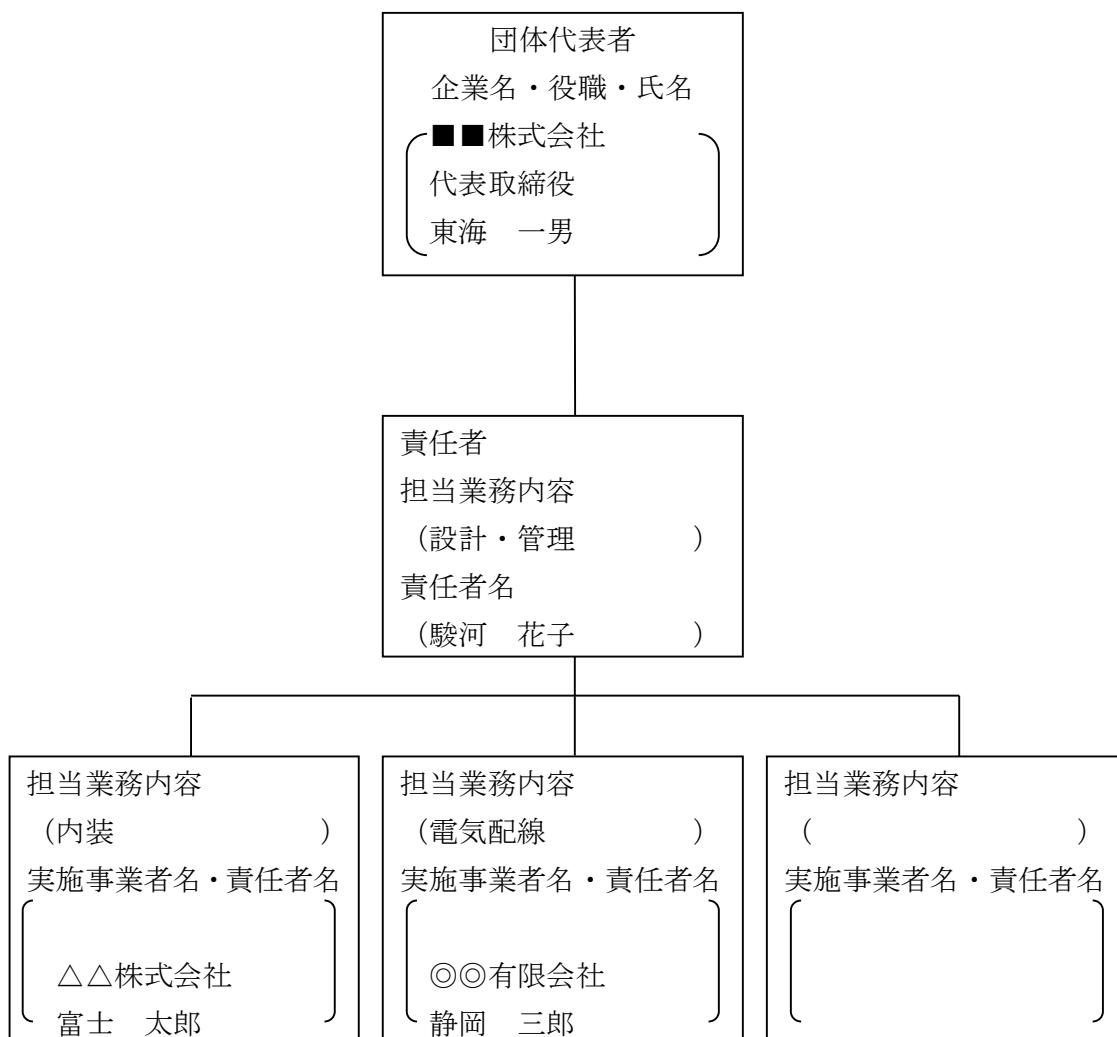 団体代表者
企業名・役職・氏名
■■株式会社
代表取締役
東海　一男
責任者
担当業務内容
（設計・管理　　　　）
責任者名
（駿河　花子　　　　）
担当業務内容
（内装　　　　　　　）
実施事業者名・責任者名
△△株式会社
富士　太郎
担当業務内容
（電気配線　　　　　）
実施事業者名・責任者名
◎◎有限会社
静岡　三郎
担当業務内容
（　　　　　　　　　）
実施事業者名・責任者名